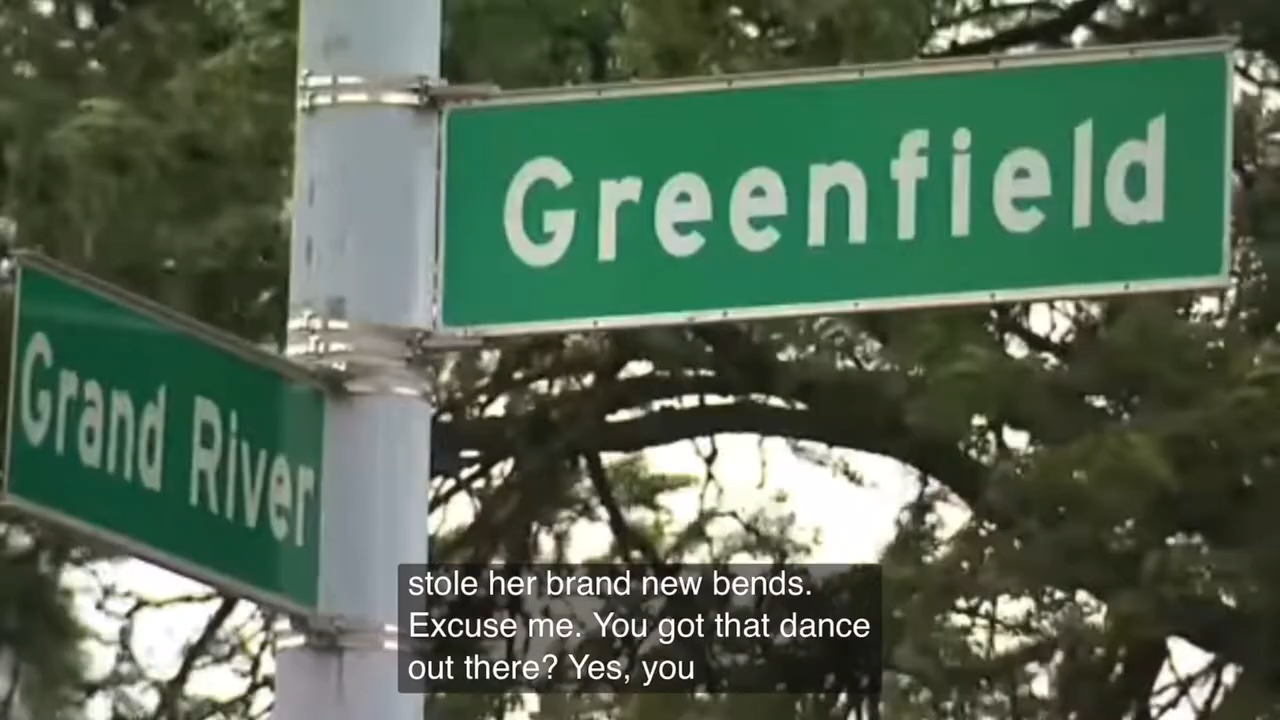 Greenfield
Grand River
stole her brand new bends.
Excuse me. You got that dance
out there? Yes, you